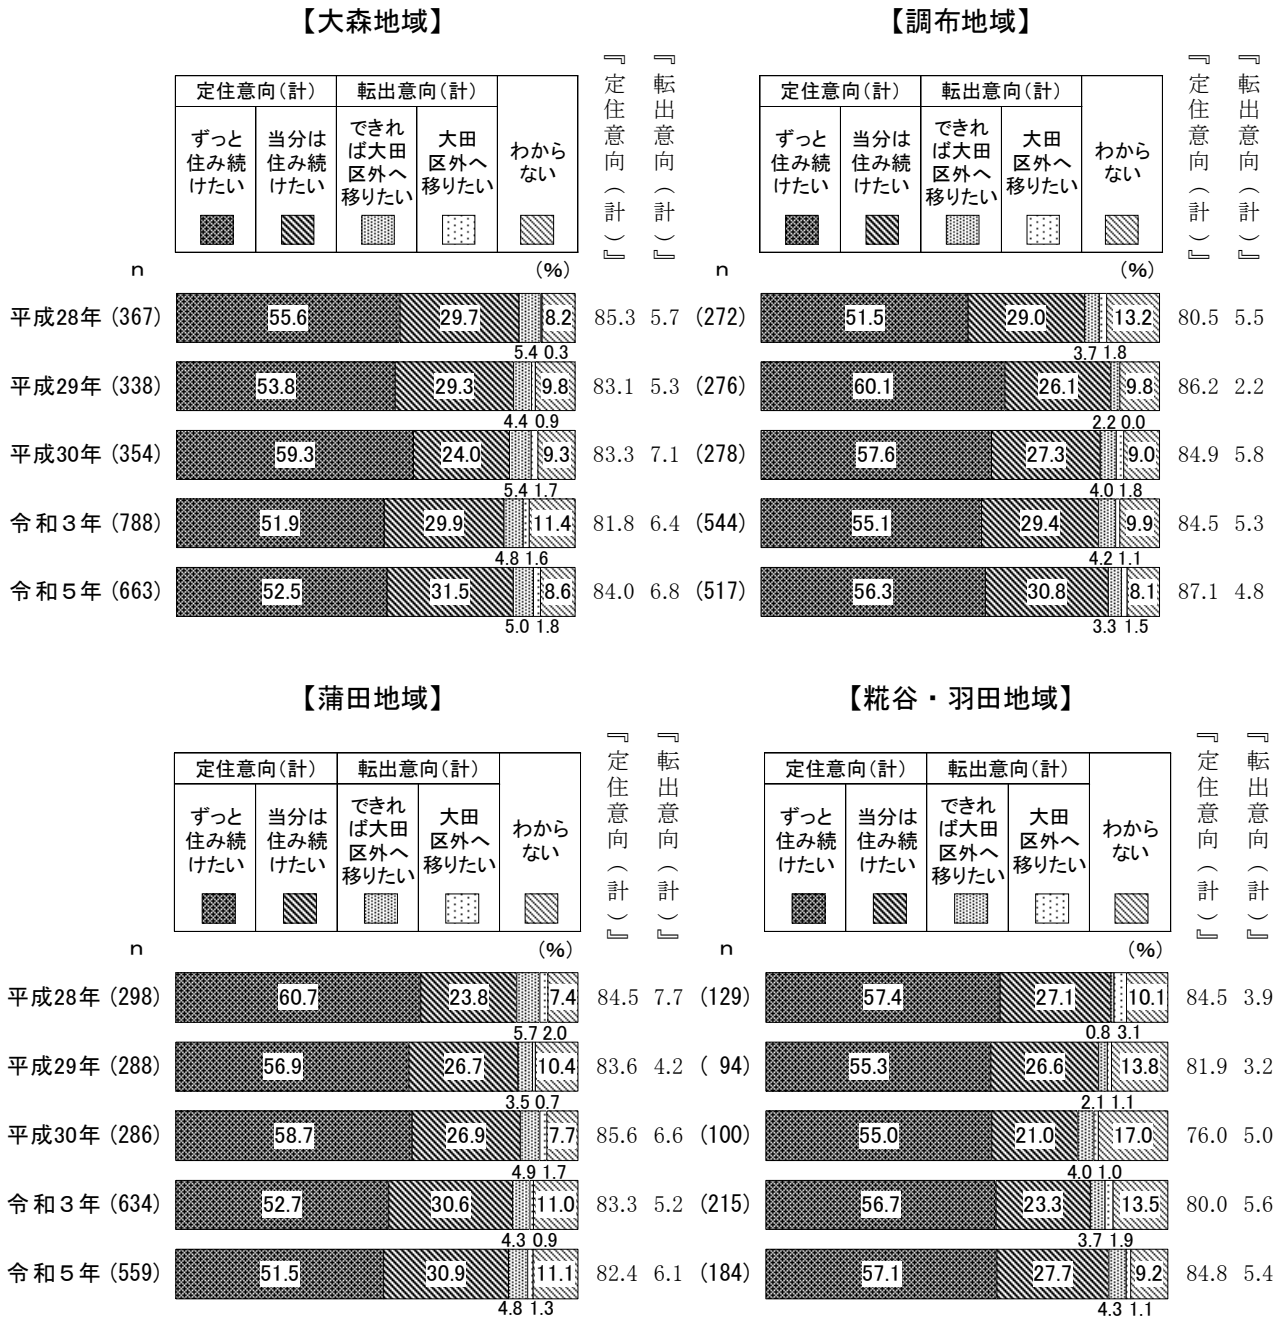 【大森地域】
定住意向（計）
転出意向（計）
ずっと
住み続
けたい
当分は
住み続
けたい
できれ
ば大田
区外へ
移りたい
大田
区外へ
移りたい
わから
ない
『定住意向（計）』
『転出意向（計）』
n
(%)
平成28年 (367) 55.6 29.7 8.2 85.3 5.7
5.4 0.3
平成29年 (338) 53.8 29.3 9.8 83.1 5.3
4.4 0.9
平成30年 (354) 59.3 24.0 9.3 83.3 7.1
5.4 1.7
令和３年 (788) 51.9 29.9 11.4 81.8 6.4
4.8 1.6
令和５年 (663) 52.5 31.5 8.6 84.0 6.8
5.0 1.8
【調布地域】
定住意向（計）
転出意向（計）
ずっと
住み続
けたい
当分は
住み続
けたい
できれ
ば大田
区外へ
移りたい
大田
区外へ
移りたい
わから
ない
『定住意向（計）』
『転出意向（計）』
n
(%)
(272) 51.5 29.0 13.2 80.5 5.5
3.7 1.8
(276) 60.1 26.1 9.8 86.2 2.2
2.2 0.0
(278) 57.6 27.3 9.0 84.9 5.8
4.0 1.8
(544) 55.1 29.4 9.9 84.5 5.3
4.2 1.1
(517) 56.3 30.8 8.1 87.1 4.8
3.3 1.5
【蒲田地域】
定住意向（計）
転出意向（計）
ずっと
住み続
けたい
当分は
住み続
けたい
できれ
ば大田
区外へ
移りたい
大田
区外へ
移りたい
わから
ない
『定住意向（計）』
『転出意向（計）』
n
(%)
平成28年 (298) 60.7 23.8 7.4 84.5 7.7
5.7 2.0
平成29年 (288) 56.9 26.7 10.4 83.6 4.2
3.5 0.7
平成30年 (286) 58.7 26.9 7.7 85.6 6.6
4.9 1.7
令和３年 (634) 52.7 30.6 11.0 83.3 5.2
4.3 0.9
令和５年 (559) 51.5 30.9 11.1 82.4 6.1
4.8 1.3
【糀谷・羽田地域】
定住意向（計）
転出意向（計）
ずっと
住み続
けたい
当分は
住み続
けたい
できれ
ば大田
区外へ
移りたい
大田
区外へ
移りたい
わから
ない
『定住意向（計）』
『転出意向（計）』
n
(%)
(129) 57.4 27.1 10.1 84.5 3.9
0.8 3.1
( 94) 55.3 26.6 13.8 81.9 3.2
2.1 1.1
(100) 55.0 21.0 17.0 76.0 5.0
4.0 1.0
(215) 56.7 23.3 13.5 80.0 5.6
3.7 1.9
(184) 57.1 27.7 9.2 84.8 5.4
4.3 1.1